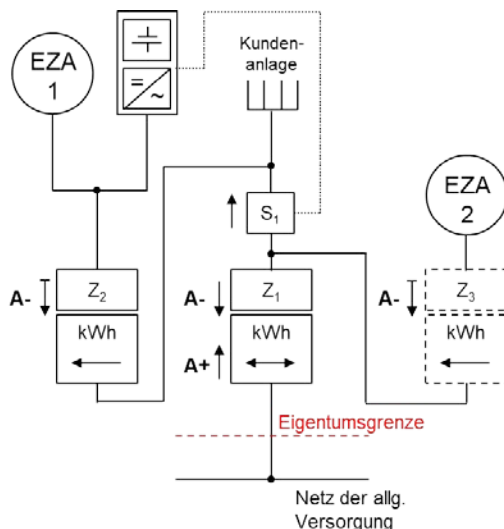 EZA
1
=
~
Kunden-
anlage
S₁
EZA
2
A-
Z₂
kWh
A-
Z₁
A+
kWh
A-
Z₃
kWh
Eigentumsgrenze
Netz der allg.
Versorgung